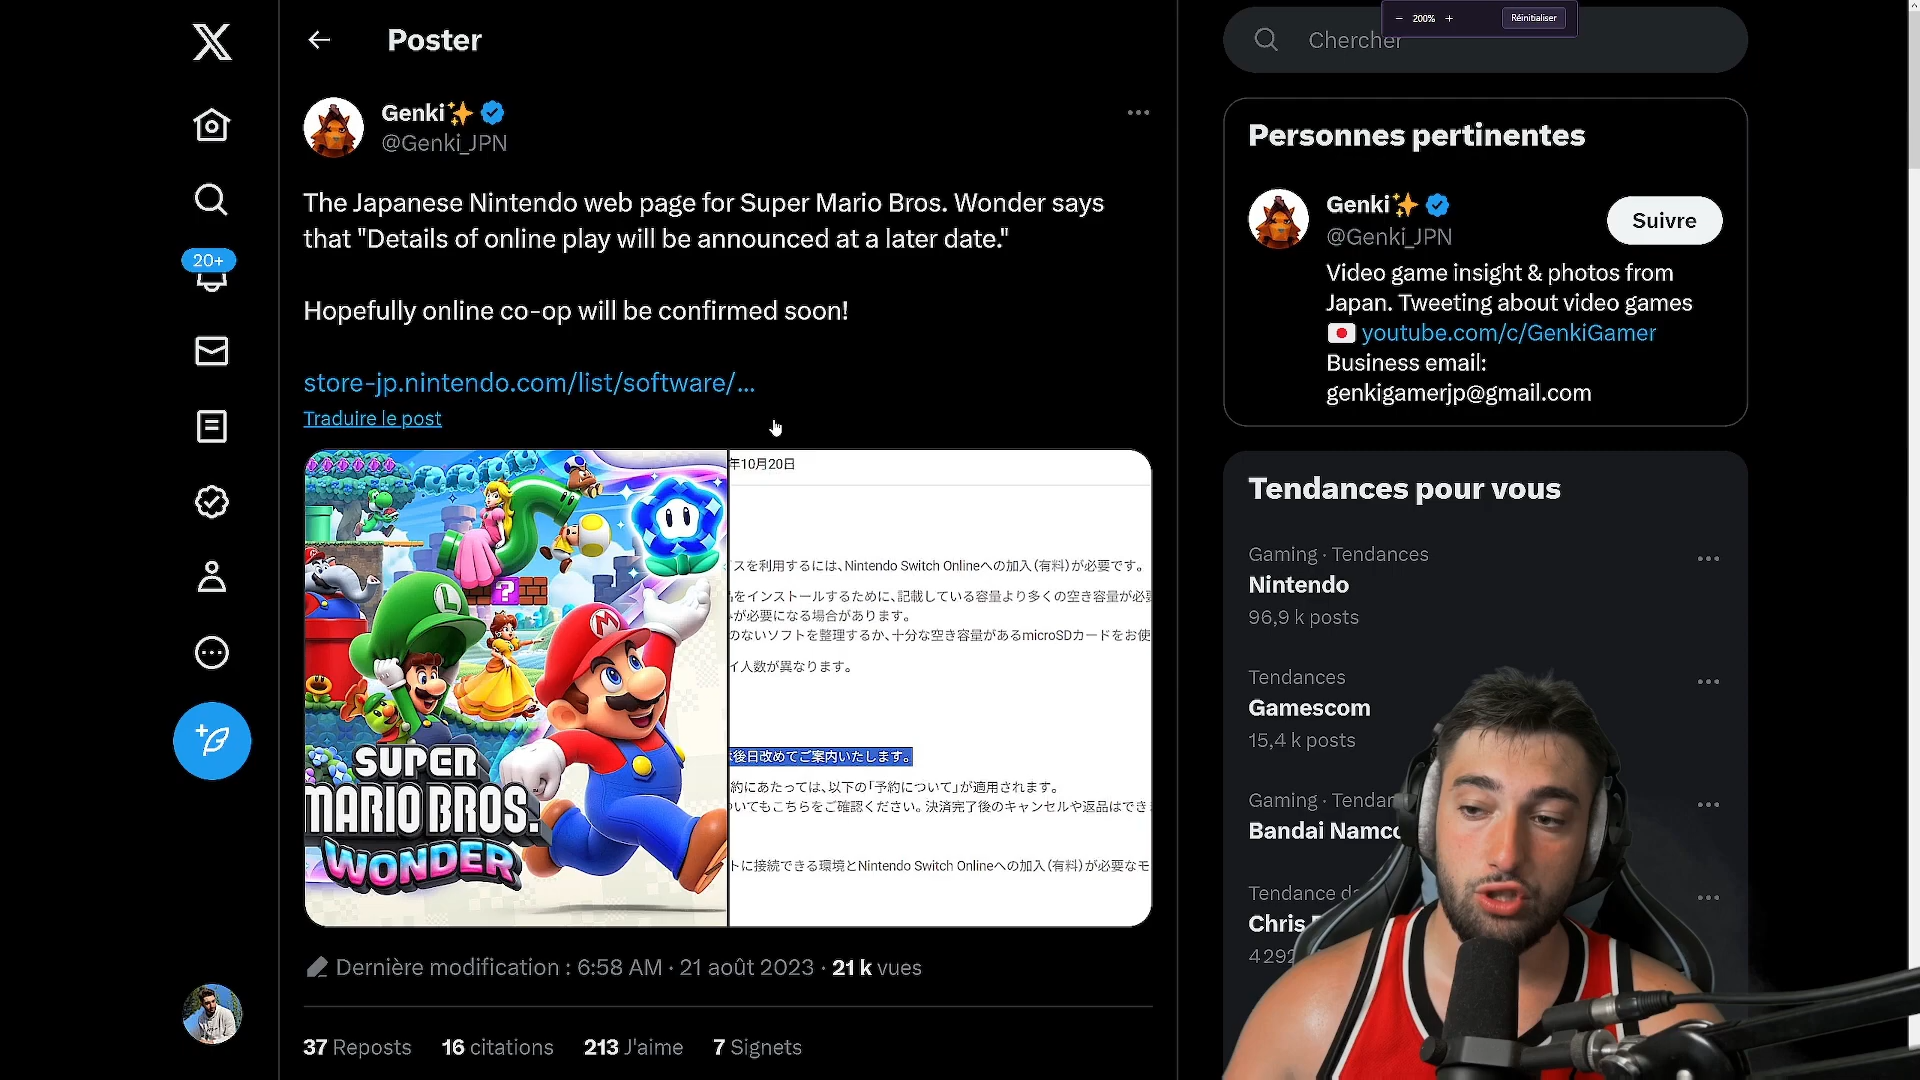 Poster
Genki✨
@Genki_JPN
The Japanese Nintendo web page for Super Mario Bros. Wonder says
that "Details of online play will be announced at a later date."
Hopefully online co-op will be confirmed soon!
store-jp.nintendo.com/list/software/...
Traduire le post
20+
SUPER
MARIO BROS.
WONDER
年10月20日
スを利用するには、Nintendo Switch Onlineへの加入(有料)が必要です。
をインストールするために、記載している容量より多くの空き容量が必要
が必要になる場合があります。
のないソフトを整理するか、十分な空き容量があるmicroSDカードをお使
イ人数が異なります。
後日改めてご案内いたします。
約にあたっては、以下の「予約について」が適用されます。
いてもこちらをご確認ください。決済完了後のキャンセルや返品はでき
トに接続できる環境とNintendo Switch Onlineへの加入(有料)が必要なモ
Dernière modification : 6:58 AM · 21 août 2023 · 21 k vues
37 Reposts 16 citations 213 J'aime 7 Signets
200%
Réinitialiser
Chercher
Personnes pertinentes
Genki✨
@Genki_JPN
Suivre
Video game insight & photos from
Japan. Tweeting about video games
🇯🇵 youtube.com/c/GenkiGamer
Business email:
genkigamerjp@gmail.com
Tendances pour vous
Gaming · Tendances
Nintendo
96,9 k posts
Tendances
Gamescom
15,4 k posts
Gaming · Tendan
Bandai Namco
Tendance da
Chris
4 292